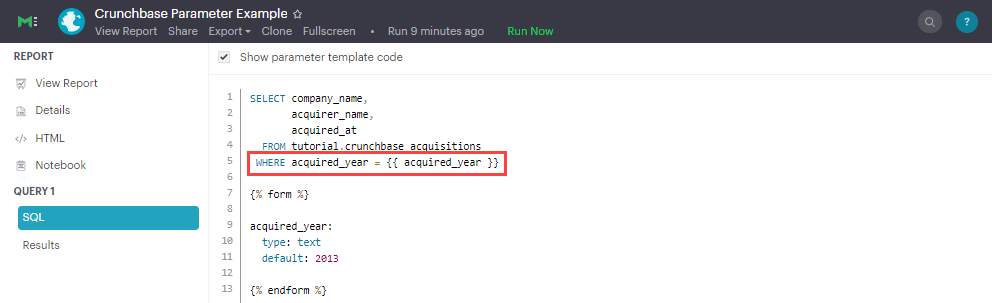 Crunchbase Parameter Example
View Report Share Export Clone Fullscreen • Run 9 minutes ago Run Now
?
REPORT
View Report
Details
HTML
Notebook
QUERY 1
SQL
Results
Show parameter template code
1 SELECT company_name,
2 acquirer_name,
3 acquired_at
4 FROM tutorial.crunchbase_acquisitions
5 WHERE acquired_year = {{ acquired_year }}
6
7 {% form %}
8
9 acquired_year:
10 type: text
11 default: 2013
12
13 {% endform %}